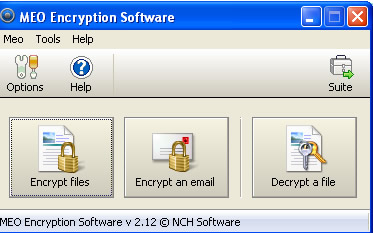 MEO Encryption Software
Meo Tools Help
Options Help Suite
Encrypt files Encrypt an email Decrypt a file
MEO Encryption Software v 2.12 © NCH Software